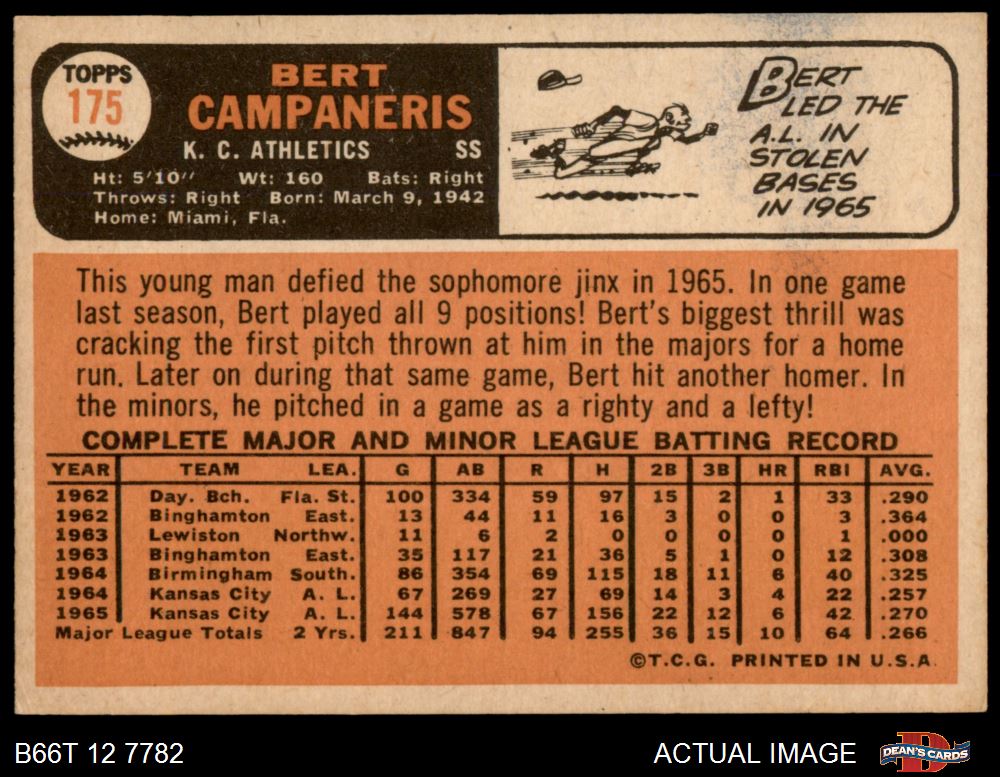 TOPPS
175
BERT
CAMPANERIS
K. C. ATHLETICS SS
Ht: 5'10" Wt: 160 Bats: Right
Throws: Right Born: March 9, 1942
Home: Miami, Fla.
BERT
LED THE
A.L. IN
STOLEN
BASES
IN 1965
This young man defied the sophomore jinx in 1965. In one game
last season, Bert played all 9 positions! Bert's biggest thrill was
cracking the first pitch thrown at him in the majors for a home
run. Later on during that same game, Bert hit another homer. In
the minors, he pitched in a game as a righty and a lefty!
COMPLETE MAJOR AND MINOR LEAGUE BATTING RECORD
YEAR TEAM LEA. G AB R H 2B 3B HR RBI AVG.
1962 Day. Bch. Fla. St. 100 334 59 97 15 2 1 33 .290
1962 Binghamton East. 13 44 11 16 3 0 0 3 .364
1963 Lewiston Northw. 11 6 2 0 0 0 0 1 .000
1963 Binghamton East. 35 117 21 36 5 1 0 12 .308
1964 Birmingham South. 86 354 69 115 18 11 6 40 .325
1964 Kansas City A. L. 67 269 27 69 14 3 4 22 .257
1965 Kansas City A. L. 144 578 67 156 22 12 6 42 .270
Major League Totals 2 Yrs. 211 847 94 255 36 15 10 64 .266
©T.C.G. PRINTED IN U.S.A.
B66T 12 7782 ACTUAL IMAGE
DEAN'S CARDS